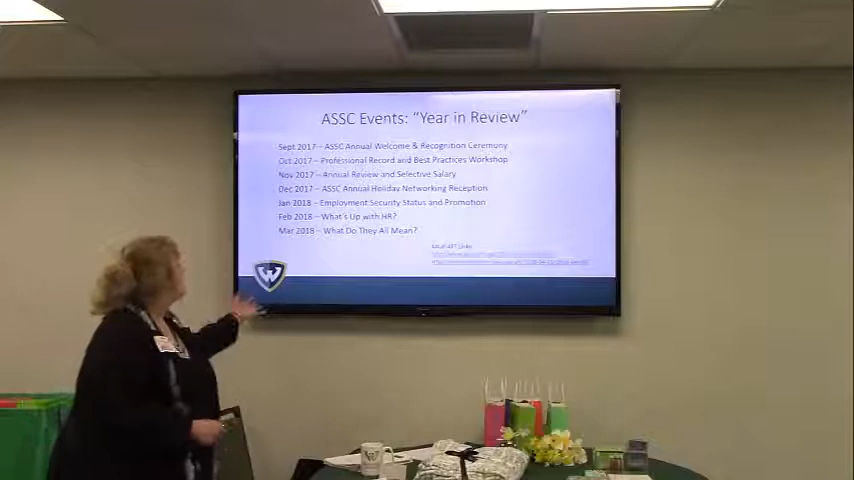 ASSC Events: "Year in Review"
Sept 2017 – ASSC Annual Welcome & Recognition Ceremony
Oct 2017 – Professional Record and Best Practices Workshop
Nov 2017 – Annual Review and Selective Salary
Dec 2017 – ASSC Annual Holiday Networking Reception
Jan 2018 – Employment Security Status and Promotion
Feb 2018 – What's Up with HR?
Mar 2018 – What Do They All Mean?
W